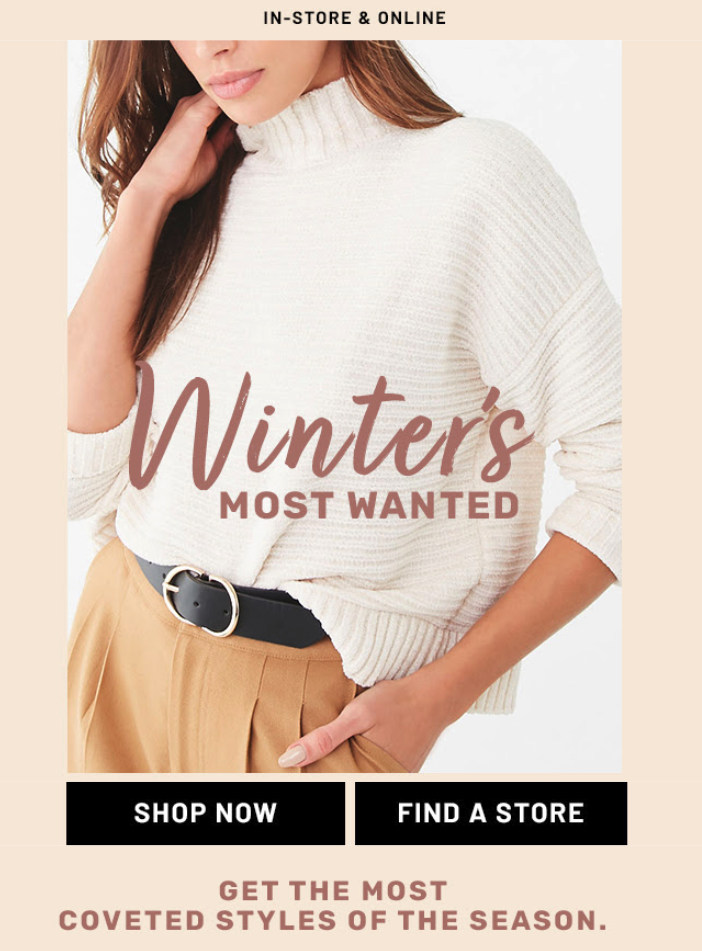 IN-STORE & ONLINE
Winter's
MOST WANTED
SHOP NOW
FIND A STORE
GET THE MOST
COVETED STYLES OF THE SEASON.